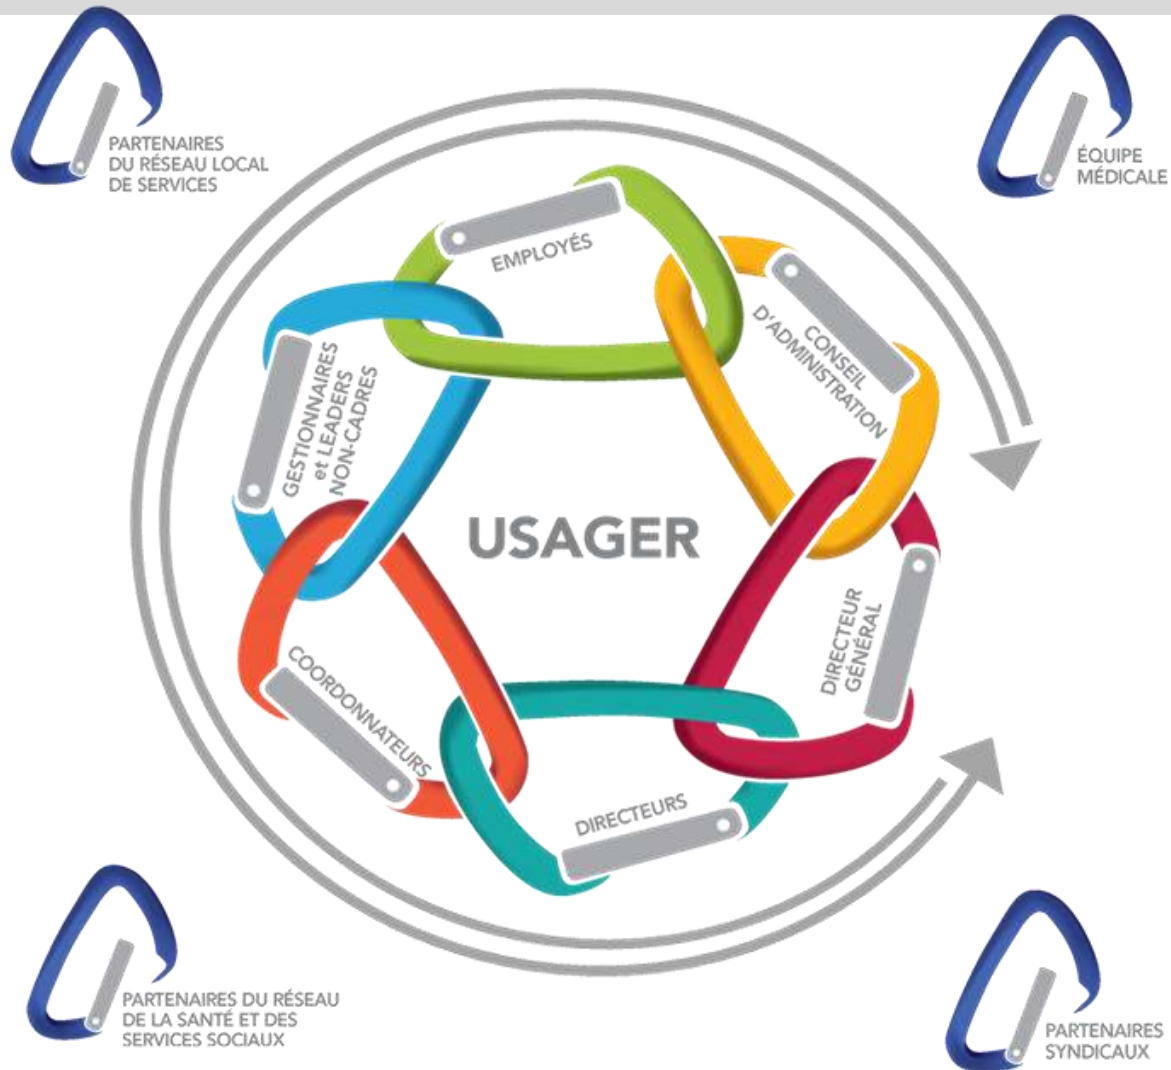 PARTENAIRES
DU RÉSEAU LOCAL
DE SERVICES
ÉQUIPE
MÉDICALE
EMPLOYÉS
CONSEIL
D'ADMINISTRATION
GESTIONNAIRES
et LEADERS
NON-CADRES
USAGER
DIRECTEUR
GÉNÉRAL
COORDONNATEURS
DIRECTEURS
PARTENAIRES DU RÉSEAU
DE LA SANTÉ ET DES
SERVICES SOCIAUX
PARTENAIRES
SYNDICAUX